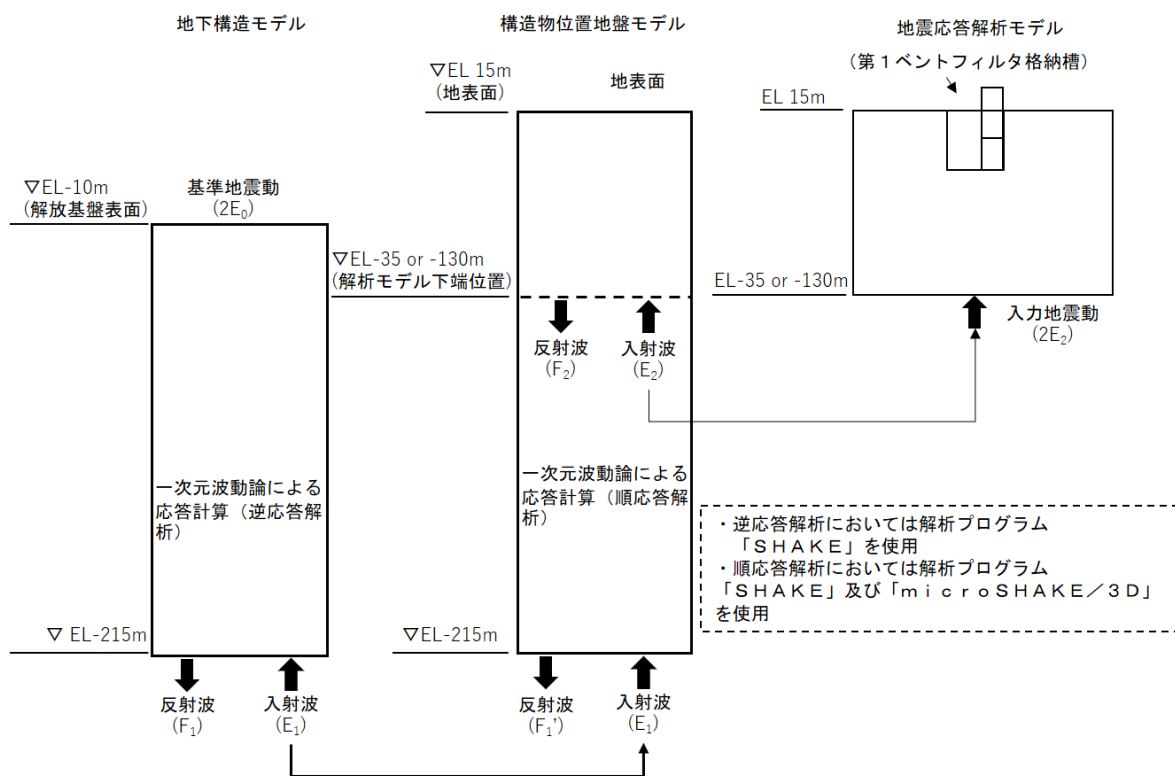 地下構造モデル
▽EL-10m
(解放基盤表面)
基準地震動
(2E₀)
一次元波動論による
応答計算（逆応答解
析）
▽ EL-215m
反射波
(F₁)
入射波
(E₁)
構造物位置地盤モデル
▽EL 15m
(地表面)
地表面
▽EL-35 or -130m
(解析モデル下端位置)
反射波
(F₂)
入射波
(E₂)
一次元波動論による
応答計算（順応答解
析）
▽EL-215m
反射波
(F₁')
入射波
(E₁)
地震応答解析モデル
（第１ベントフィルタ格納槽）
EL 15m
EL-35 or -130m
入力地震動
(2E₂)
・逆応答解析においては解析プログラム
「ＳＨＡＫＥ」を使用
・順応答解析においては解析プログラム
「ＳＨＡＫＥ」及び「ｍｉｃｒｏＳＨＡＫＥ／３Ｄ」
を使用